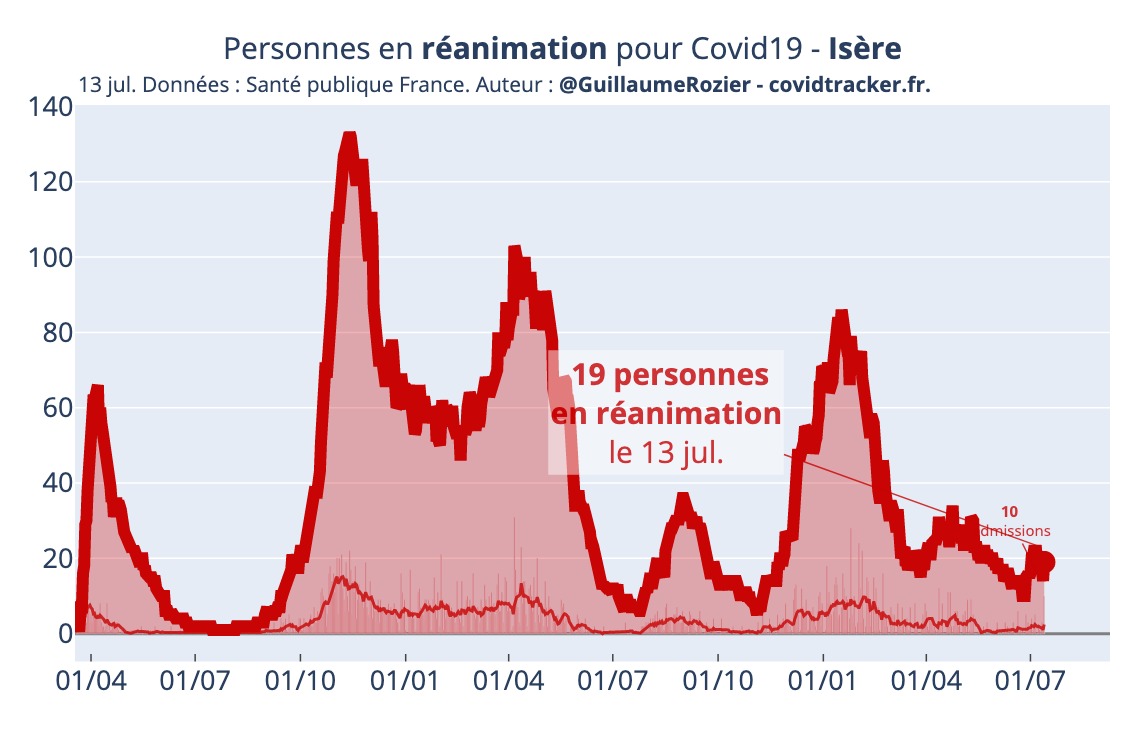 Personnes en réanimation pour Covid19 - Isère
13 jul. Données : Santé publique France. Auteur : @GuillaumeRozier - covidtracker.fr.
140
120
100
80
60
40
20
0
19 personnes
en réanimation
le 13 jul.
10
dmissions
01/04 01/07 01/10 01/01 01/04 01/07 01/10 01/01 01/04 01/07